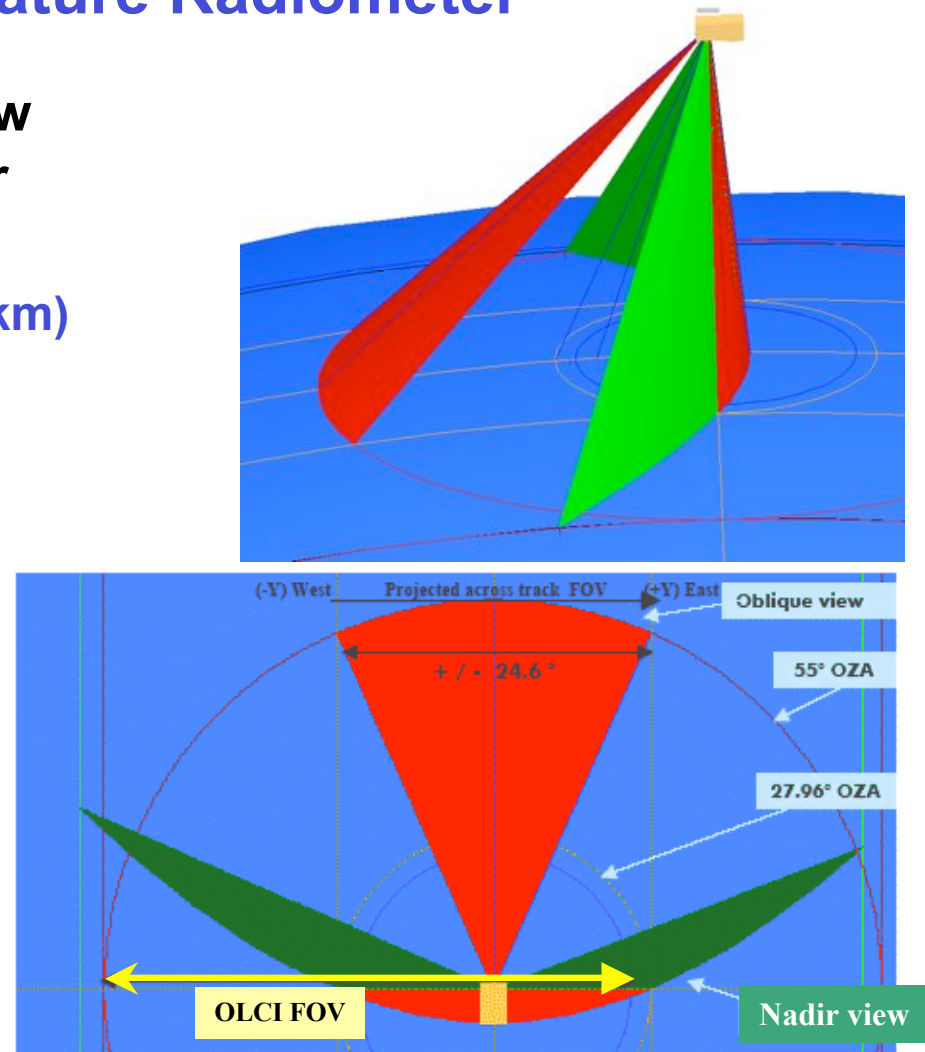 Radiometer
km)
(-Y) West Projected across track FOV (+Y) East
Oblique view
+ / - 24.6 °
55° OZA
27.96° OZA
OLCI FOV
Nadir view